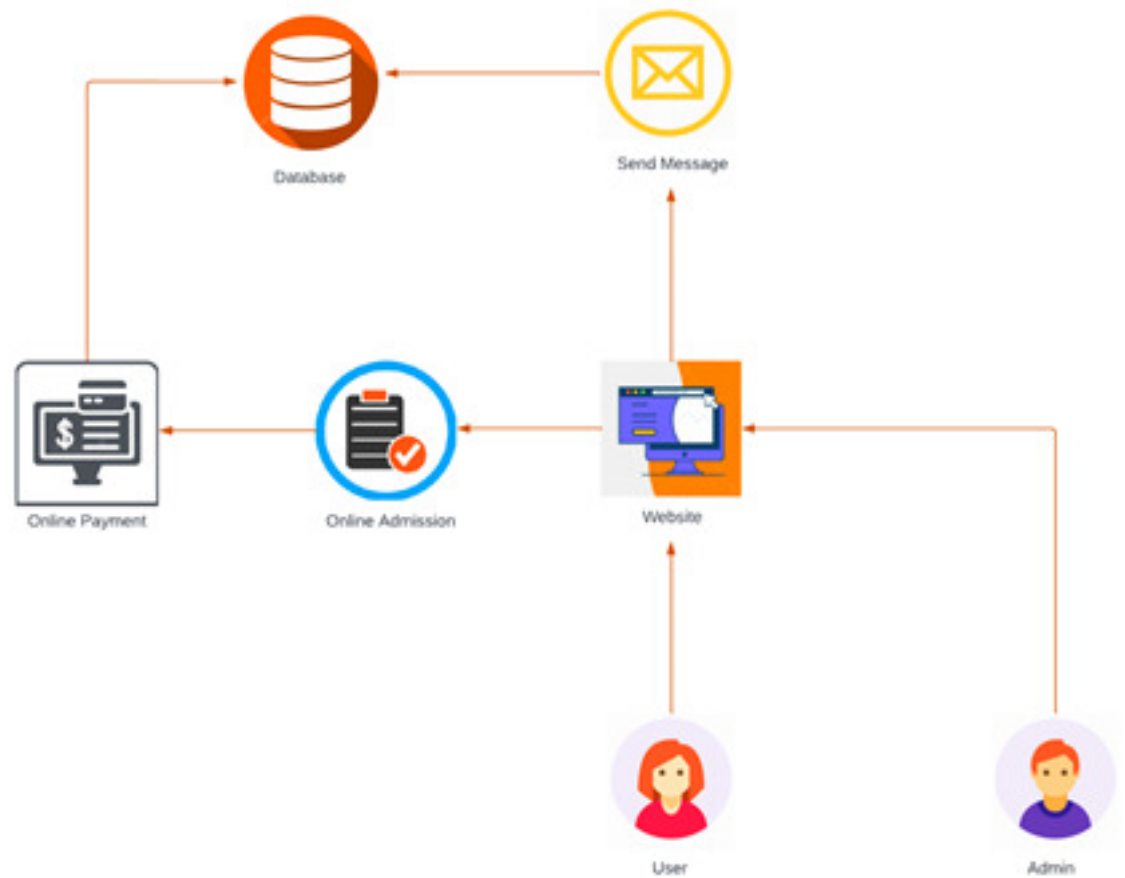 Database
Send Message
Online Payment
Online Admission
Website
User
Admin